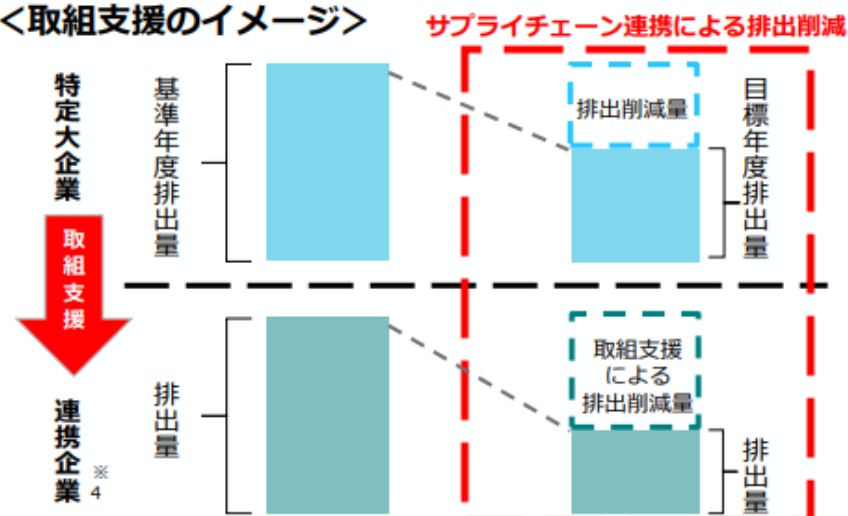 ＜取組支援のイメージ＞
サプライチェーン連携による排出削減
特定大企業
基準年度排出量
排出削減量
目標年度排出量
取組支援
連携企業
※4
排出量
取組支援
による
排出削減量
排出量